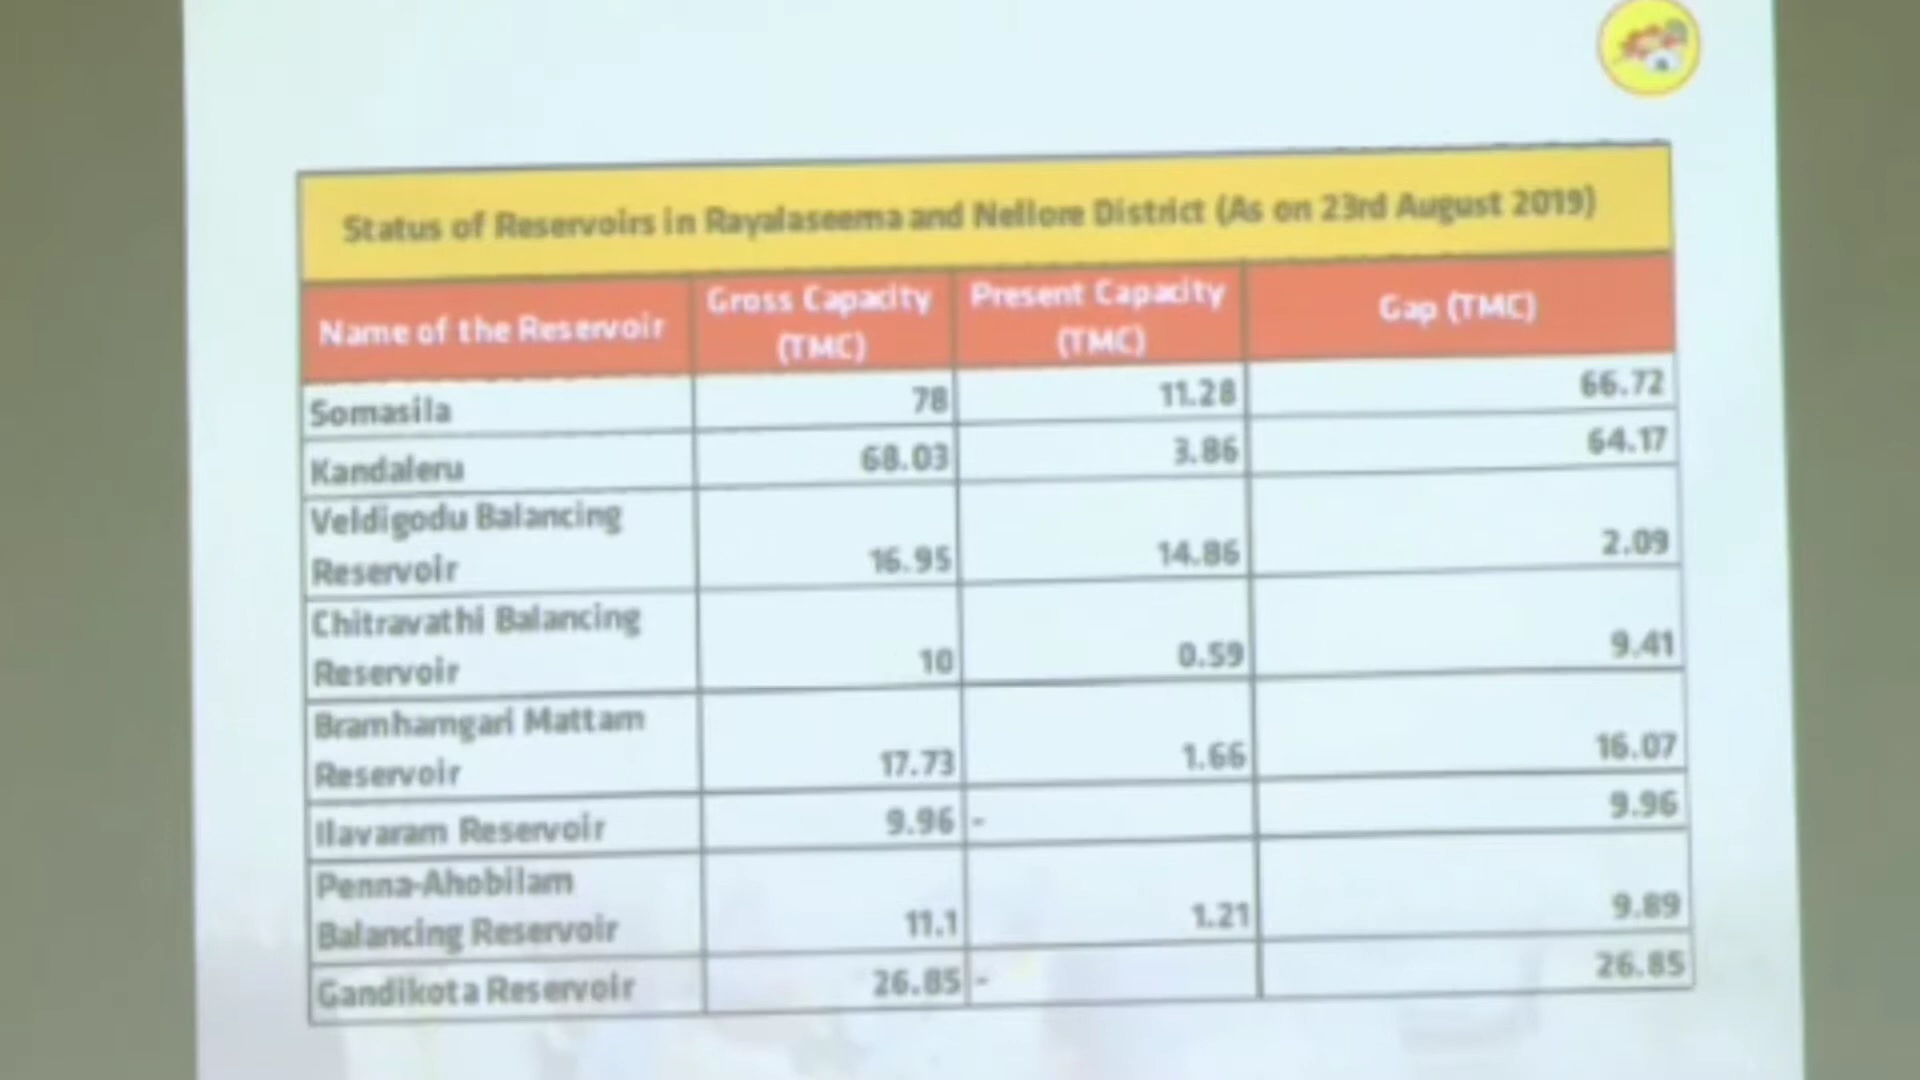 Status of Reservoirs in Rayalaseema and Nellore District (As on 23rd August 2019)
Name of the Reservoir
Gross Capacity
(TMC)
Present Capacity
(TMC)
Gap (TMC)
Somasila 78 11.28 66.72
Kandaleru 68.03 3.86 64.17
Veldigodu Balancing
Reservoir 16.95 14.86 2.09
Chitravathi Balancing
Reservoir 10 0.59 9.41
Bramhamgari Mattam
Reservoir 17.73 1.66 16.07
Ilavaram Reservoir 9.96 - 9.96
Penna-Ahobilam
Balancing Reservoir 11.1 1.21 9.89
Gandikota Reservoir 26.85 - 26.85